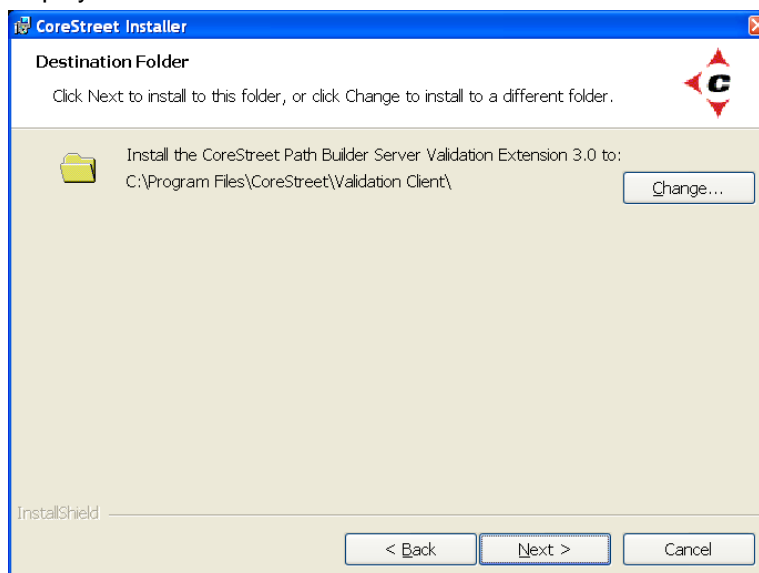 CoreStreet Installer
Destination Folder
Click Next to install to this folder, or click Change to install to a different folder.
C
Install the CoreStreet Path Builder Server Validation Extension 3.0 to:
C:\Program Files\CoreStreet\Validation Client\
Change...
InstallShield
< Back
Next >
Cancel